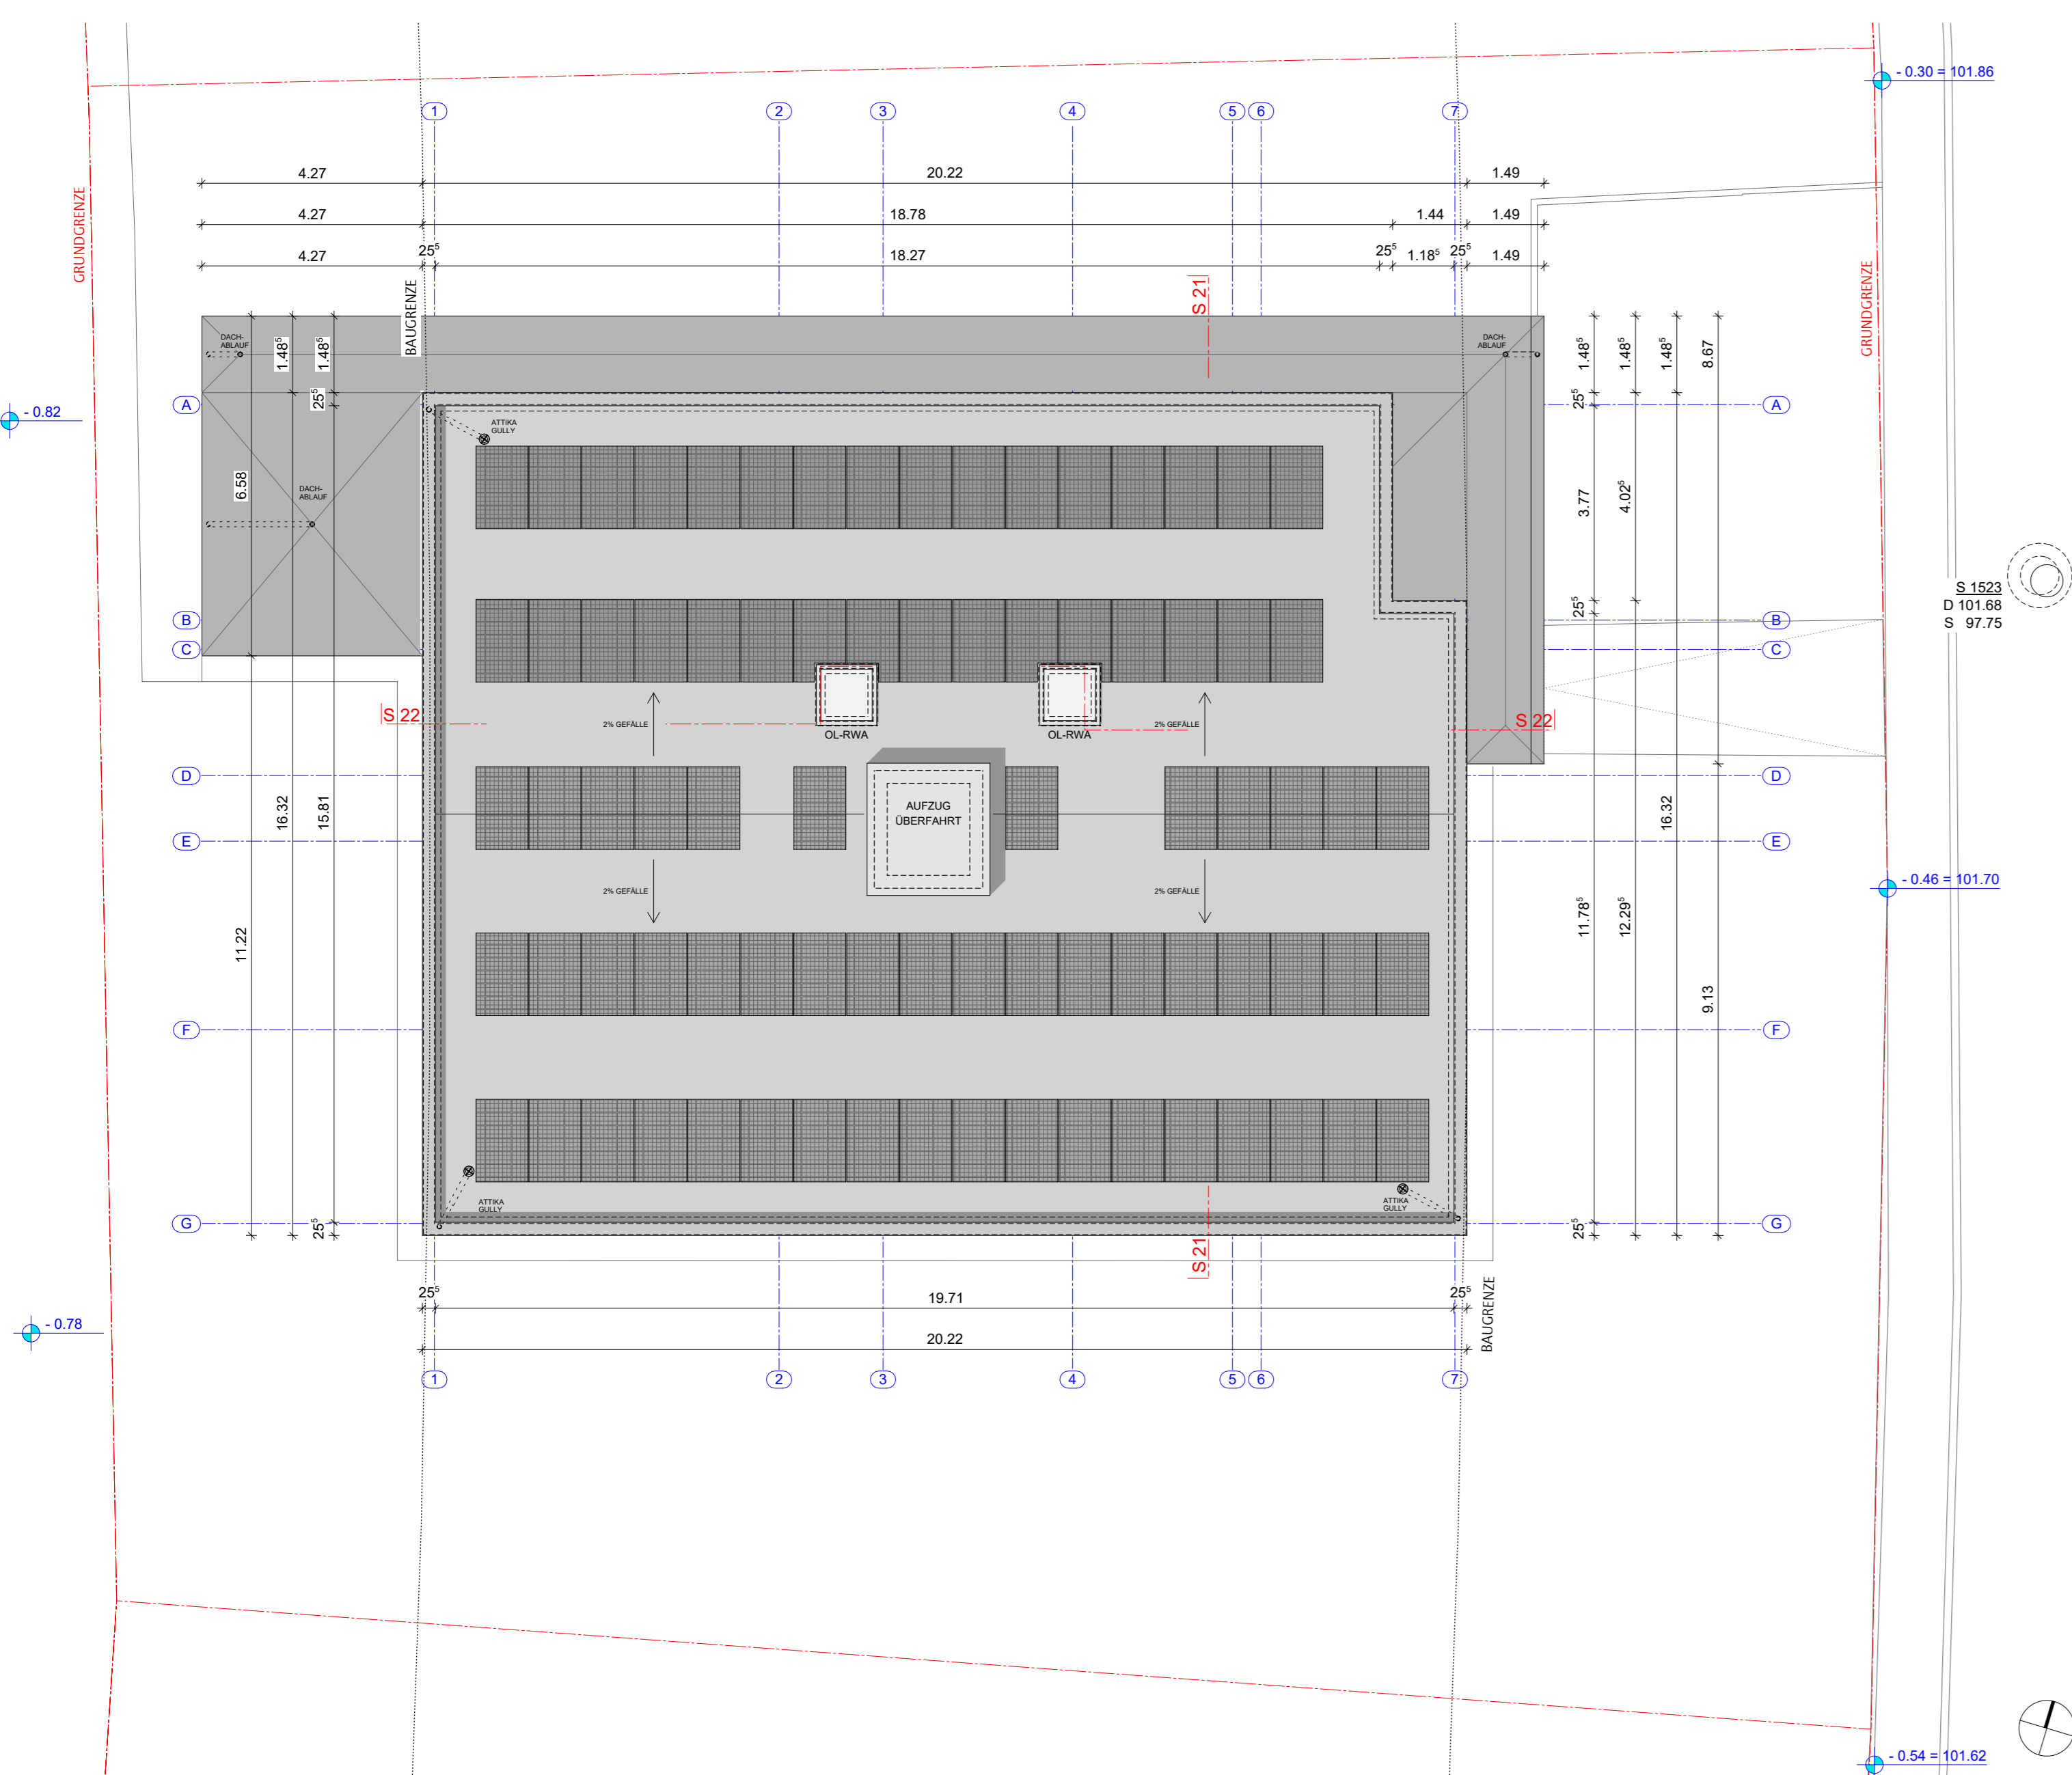 - 0.30 = 101.86
1
2
3
4
5
6
7
4.27
20.22
1.49
GRUNDGRENZE
4.27
18.78
1.44
1.49
4.27
25⁵
18.27
25⁵
1.18⁵
25⁵
1.49
BAUGRENZE
S 21
GRUNDGRENZE
DACH-
ABLAUF
1.48⁵
1.48⁵
DACH-
ABLAUF
1.48⁵
1.48⁵
1.48⁵
8.67
- 0.82
A
25⁵
25⁵
A
ATTIKA
GULLY
6.58
DACH-
ABLAUF
3.77
4.02⁵
S 1523
D 101.68
S 97.75
B
25⁵
B
C
C
S 22
2% GEFÄLLE
OL-RWA
OL-RWA
2% GEFÄLLE
S 22
D
D
16.32
15.81
AUFZUG
ÜBERFAHRT
16.32
E
E
2% GEFÄLLE
2% GEFÄLLE
- 0.46 = 101.70
11.22
11.78⁵
12.29⁵
9.13
F
F
ATTIKA
GULLY
ATTIKA
GULLY
G
25⁵
25⁵
G
S 21
25⁵
19.71
25⁵
BAUGRENZE
- 0.78
20.22
1
2
3
4
5
6
7
- 0.54 = 101.62